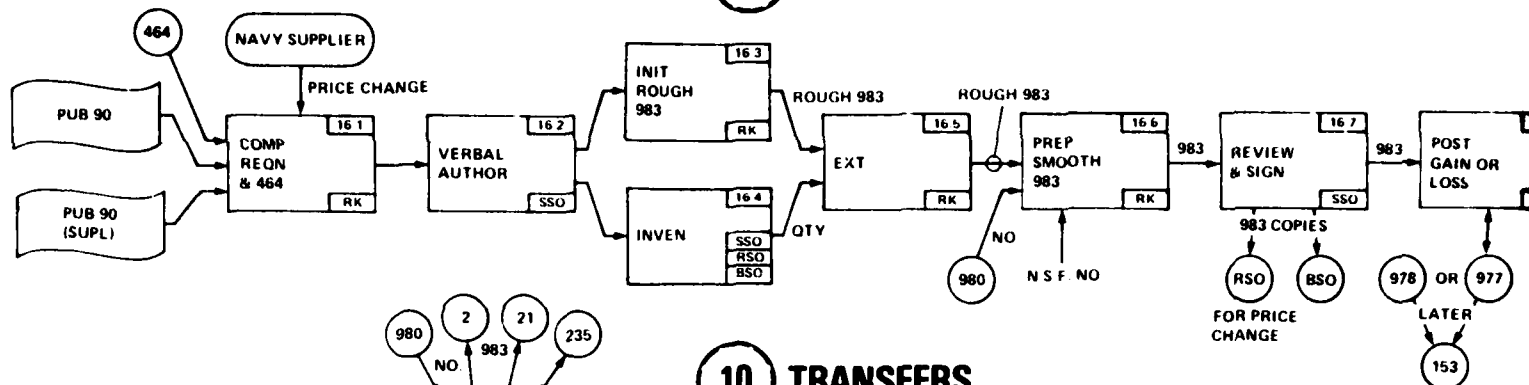 464
NAVY SUPPLIER
PRICE CHANGE
PUB 90
PUB 90
(SUPL)
16 1
COMP
REQN
& 464
RK
16 2
VERBAL
AUTHOR
SSO
16 3
INIT
ROUGH
983
RK
16 4
INVEN
SSO
RSO
BSO
ROUGH 983
QTY
16 5
EXT
RK
ROUGH 983
NO
980
N S F. NO
16 6
PREP
SMOOTH
983
RK
983
16 7
REVIEW
& SIGN
SSO
983
983 COPIES
RSO
BSO
FOR PRICE
CHANGE
POST
GAIN OR
LOSS
978 OR 977
LATER
153
980
2
21
235
NO.
983
10 TRANSFERS